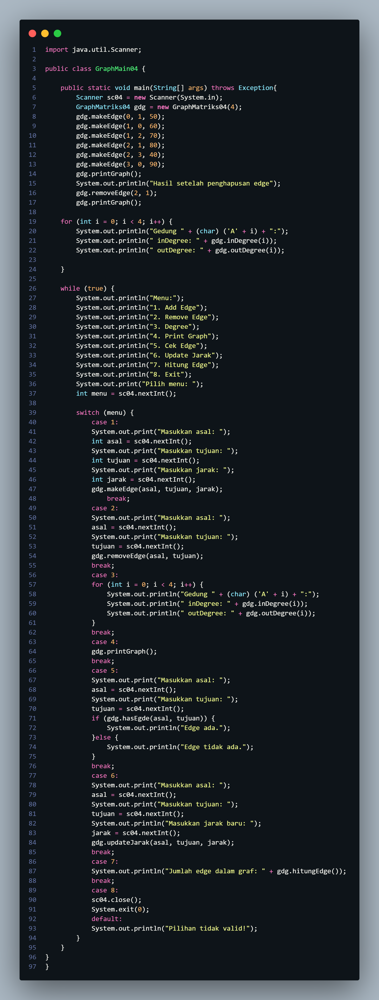 1 import java.util.Scanner;
2
3 public class GraphMain04 {
4
5     public static void main(String[] args) throws Exception{
6         Scanner sc04 = new Scanner(System.in);
7         GraphMatriks04 gdg = new GraphMatriks04(4);
8         gdg.makeEdge(0, 1, 50);
9         gdg.makeEdge(1, 0, 60);
10         gdg.makeEdge(1, 2, 70);
11         gdg.makeEdge(2, 1, 80);
12         gdg.makeEdge(2, 3, 40);
13         gdg.makeEdge(3, 0, 90);
14         gdg.printGraph();
15         System.out.println("Hasil setelah penghapusan edge");
16         gdg.removeEdge(2, 1);
17         gdg.printGraph();
18
19     for (int i = 0; i < 4; i++) {
20         System.out.println("Gedung " + (char) ('A' + i) + ":");
21         System.out.println(" inDegree: " + gdg.inDegree(i));
22         System.out.println(" outDegree: " + gdg.outDegree(i));
23
24     }
25
26     while (true) {
27         System.out.println("Menu:");
28         System.out.println("1. Add Edge");
29         System.out.println("2. Remove Edge");
30         System.out.println("3. Degree");
31         System.out.println("4. Print Graph");
32         System.out.println("5. Cek Edge");
33         System.out.println("6. Update Jarak");
34         System.out.println("7. Hitung Edge");
35         System.out.println("8. Exit");
36         System.out.print("Pilih menu: ");
37         int menu = sc04.nextInt();
38
39         switch (menu) {
40             case 1:
41             System.out.print("Masukkan asal: ");
42             int asal = sc04.nextInt();
43             System.out.print("Masukkan tujuan: ");
44             int tujuan = sc04.nextInt();
45             System.out.print("Masukkan jarak: ");
46             int jarak = sc04.nextInt();
47             gdg.makeEdge(asal, tujuan, jarak);
48                 break;
49             case 2:
50             System.out.print("Masukkan asal: ");
51             asal = sc04.nextInt();
52             System.out.print("Masukkan tujuan: ");
53             tujuan = sc04.nextInt();
54             gdg.removeEdge(asal, tujuan);
55             break;
56             case 3:
57             for (int i = 0; i < 4; i++) {
58                 System.out.println("Gedung " + (char) ('A' + i) + ":");
59                 System.out.println(" inDegree: " + gdg.inDegree(i));
60                 System.out.println(" outDegree: " + gdg.outDegree(i));
61             }
62             break;
63             case 4:
64             gdg.printGraph();
65             break;
66             case 5:
67             System.out.print("Masukkan asal: ");
68             asal = sc04.nextInt();
69             System.out.print("Masukkan tujuan: ");
70             tujuan = sc04.nextInt();
71             if (gdg.hasEgde(asal, tujuan)) {
72                 System.out.println("Edge ada.");
73             }else {
74                 System.out.println("Edge tidak ada.");
75             }
76             break;
77             case 6:
78             System.out.print("Masukkan asal: ");
79             asal = sc04.nextInt();
80             System.out.print("Masukkan tujuan: ");
81             tujuan = sc04.nextInt();
82             System.out.println("Masukkan jarak baru: ");
83             jarak = sc04.nextInt();
84             gdg.updateJarak(asal, tujuan, jarak);
85             break;
86             case 7:
87             System.out.println("Jumlah edge dalam graf: " + gdg.hitungEdge());
88             break;
89             case 8:
90             sc04.close();
91             System.exit(0);
92             default:
93             System.out.println("Pilihan tidak valid!");
94         }
95     }
96 }
97 }